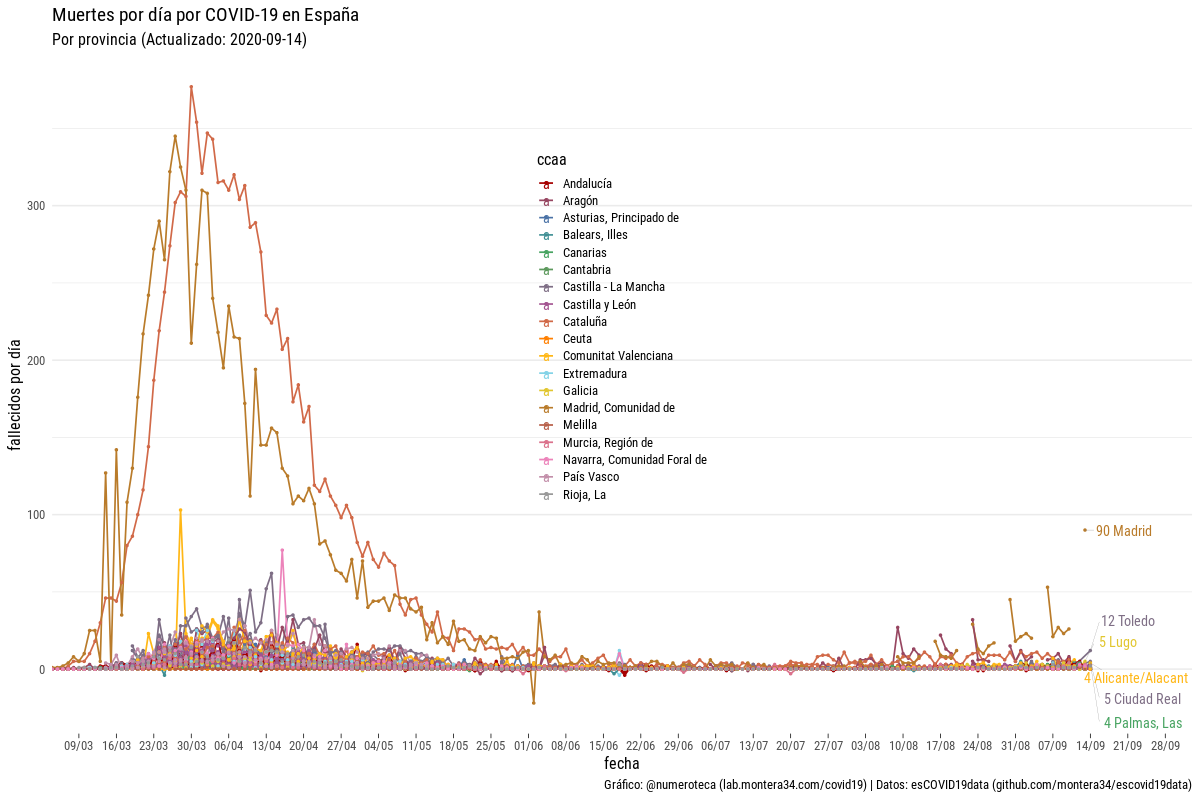 Muertes por día por COVID-19 en España
Por provincia (Actualizado: 2020-09-14)
fallecidos por día
300
200
100
0
ccaa
Andalucía
Aragón
Asturias, Principado de
Balears, Illes
Canarias
Cantabria
Castilla - La Mancha
Castilla y León
Cataluña
Ceuta
Comunitat Valenciana
Extremadura
Galicia
Madrid, Comunidad de
Melilla
Murcia, Región de
Navarra, Comunidad Foral de
País Vasco
Rioja, La
90 Madrid
12 Toledo
5 Lugo
4 Alicante/Alacant
5 Ciudad Real
4 Palmas, Las
09/03 16/03 23/03 30/03 06/04 13/04 20/04 27/04 04/05 11/05 18/05 25/05 01/06 08/06 15/06 22/06 29/06 06/07 13/07 20/07 27/07 03/08 10/08 17/08 24/08 31/08 07/09 14/09 21/09 28/09
fecha
Gráfico: @numeroteca (lab.montera34.com/covid19) | Datos: esCOVID19data (github.com/montera34/escovid19data)